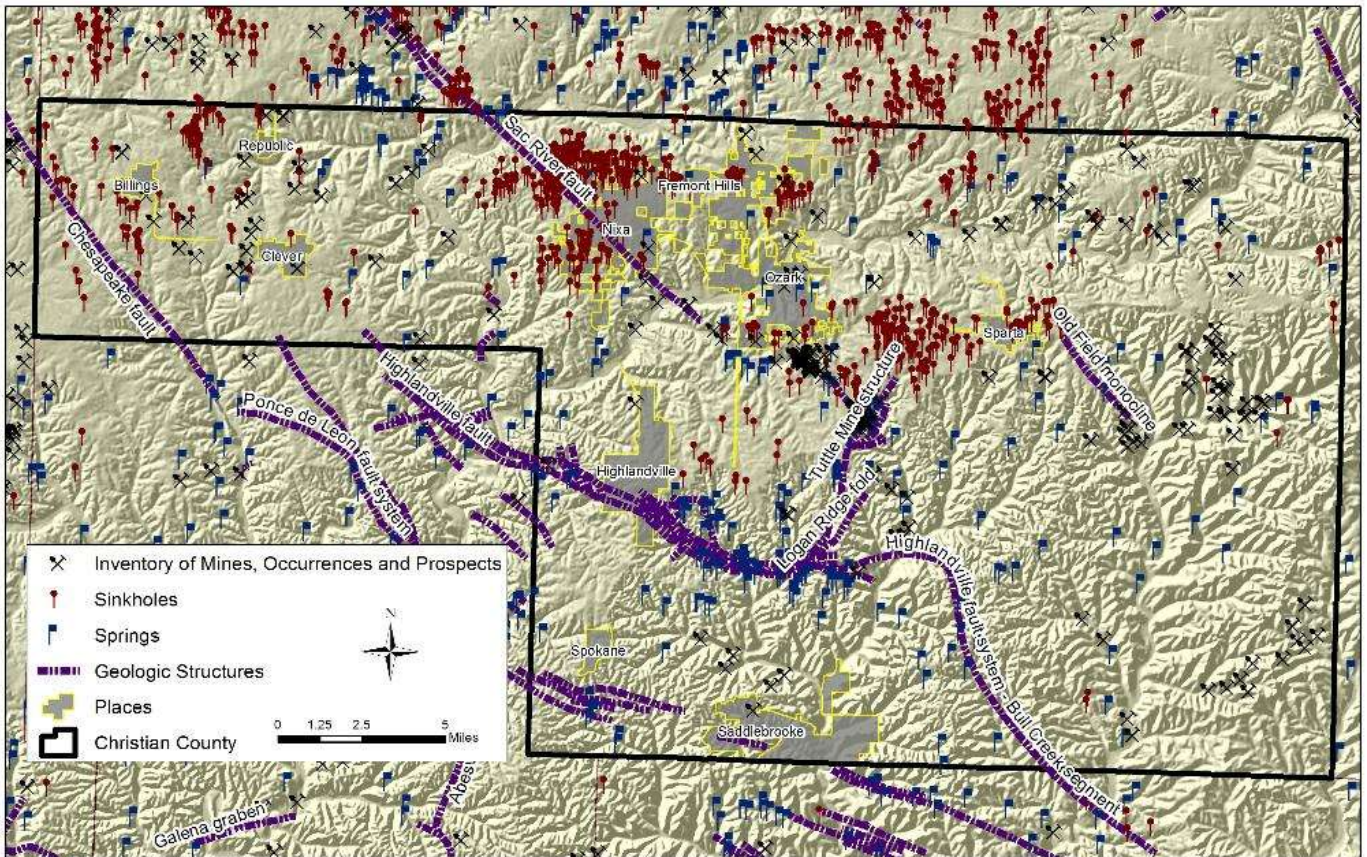 Sac River fault
Republic
Billings
Fremont Hills
Nixa
Chesapeake fault
Clever
Ozark
Sparta
Old Field monocine
Highlandville fault
Ponce de Leon fault system
Tuttle Mine structure
Highlandville
Logan Ridge fold
Highlandville fault system - Bull Creek segment
Inventory of Mines, Occurrences and Prospects
Sinkholes
N
Springs
Geologic Structures
Spokane
Places
0 1.25 2.5 5
Miles
Christian County
Saddlebrooke
Abes
Galena graben